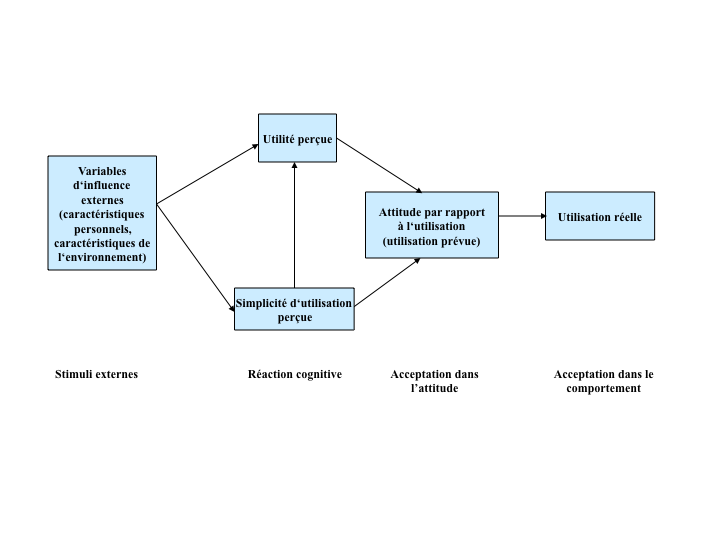 Utilité perçue
Variables
d‘influence
externes
(caractéristiques
personnels,
caractéristiques de
l‘environnement)
Attitude par rapport
à l‘utilisation
(utilisation prévue)
Utilisation réelle
Simplicité d‘utilisation
perçue
Stimuli externes
Réaction cognitive
Acceptation dans
l’attitude
Acceptation dans le
comportement